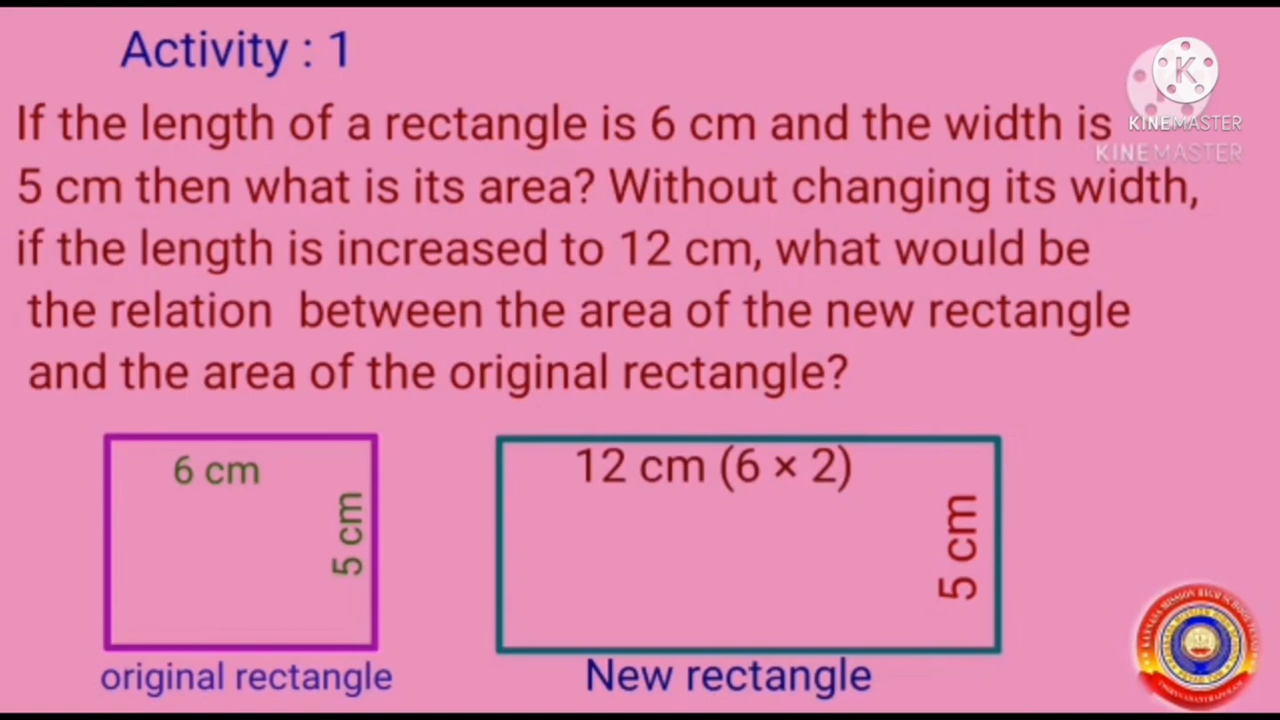 Activity : 1
KINEMASTER
KINEMASTER
If the length of a rectangle is 6 cm and the width is
5 cm then what is its area? Without changing its width,
if the length is increased to 12 cm, what would be
the relation between the area of the new rectangle
and the area of the original rectangle?
6 cm
5 cm
12 cm (6 × 2)
5 cm
original rectangle
New rectangle